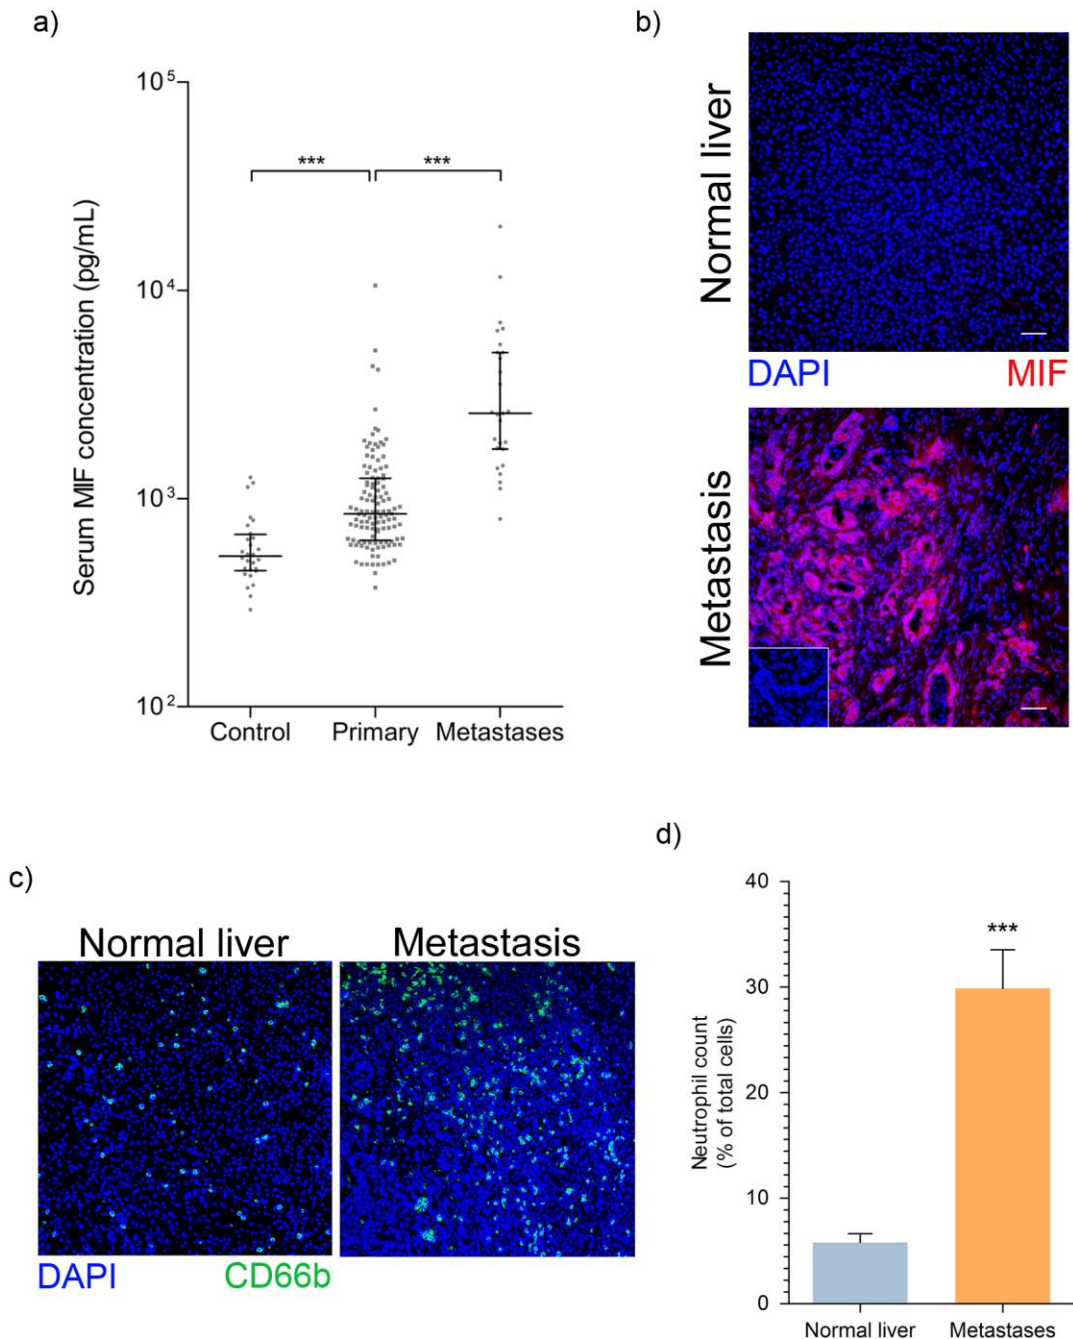 a)
10⁵
10⁴
10³
10²
Serum MIF concentration (pg/mL)
***
***
Control
Primary
Metastases
b)
Normal liver
DAPI
MIF
Metastasis
c)
Normal liver
Metastasis
DAPI
CD66b
d)
40
30
20
10
0
Neutrophil count
(% of total cells)
***
Normal liver
Metastases